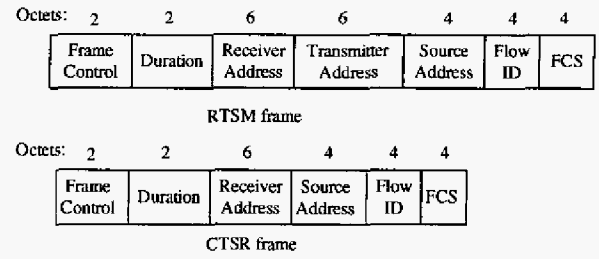 Octets: 2 2 6 6 4 4 4
Frame Control Duration Receiver Address Transmitter Address Source Address Flow ID FCS
RTSM frame
Octets: 2 2 6 4 4 4
Frame Control Duration Receiver Address Source Address Flow ID FCS
CTSR frame